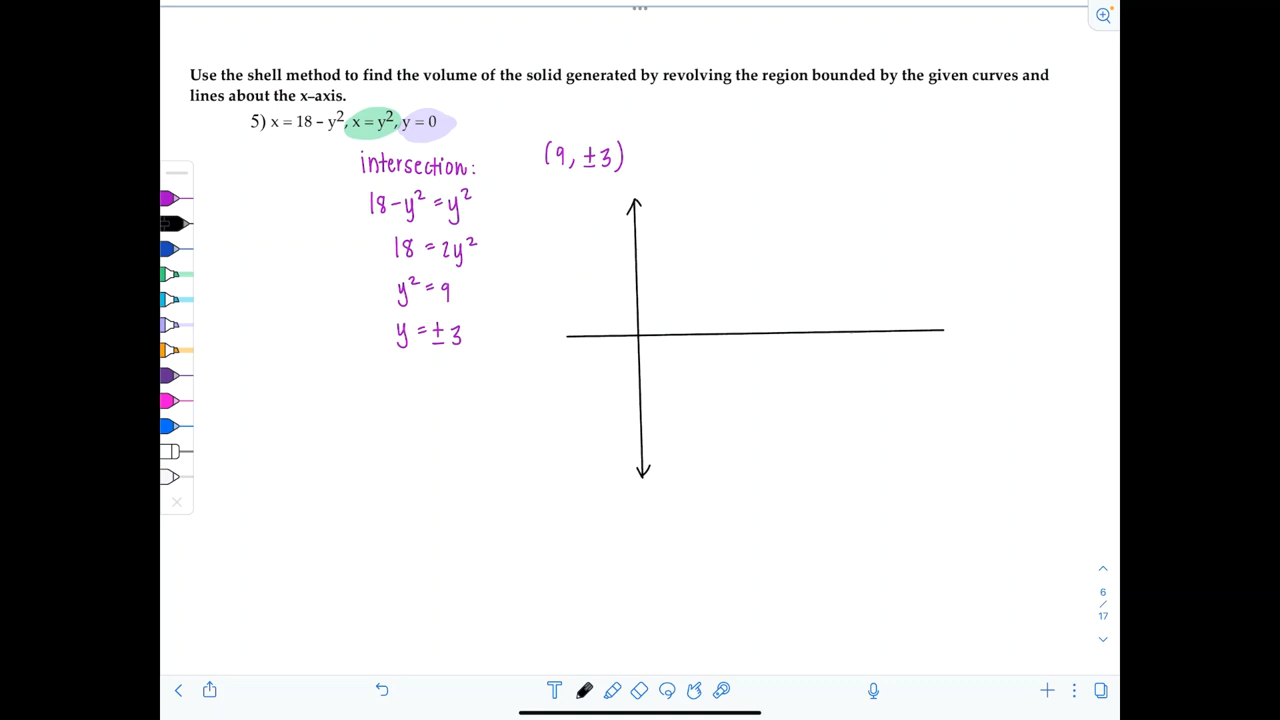 Use the shell method to find the volume of the solid generated by revolving the region bounded by the given curves and
lines about the x–axis.
5) x = 18 – y², x = y², y = 0
intersection:
(9, ±3)
18 - y² = y²
18 = 2y²
y² = 9
y = ±3
6
/
17
T